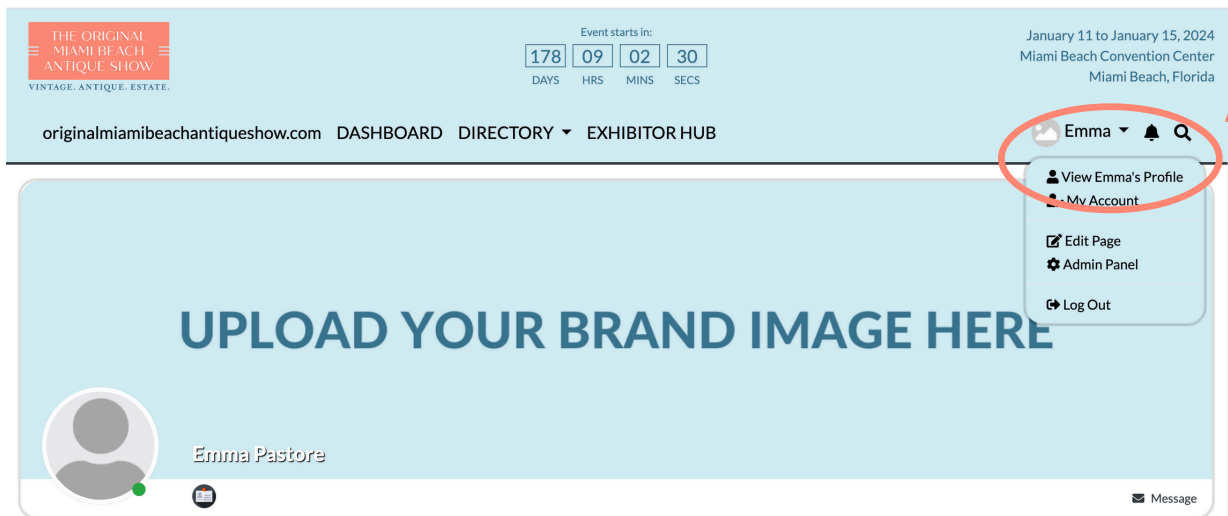 THE ORIGINAL
MIAMI BEACH
ANTIQUE SHOW
VINTAGE. ANTIQUE. ESTATE.
Event starts in:
178 09 02 30
DAYS HRS MINS SECS
January 11 to January 15, 2024
Miami Beach Convention Center
Miami Beach, Florida
originalmiamibeachantiqueshow.com DASHBOARD DIRECTORY EXHIBITOR HUB
Emma
View Emma's Profile
My Account
Edit Page
Admin Panel
Log Out
UPLOAD YOUR BRAND IMAGE HERE
Emma Pastore
Message